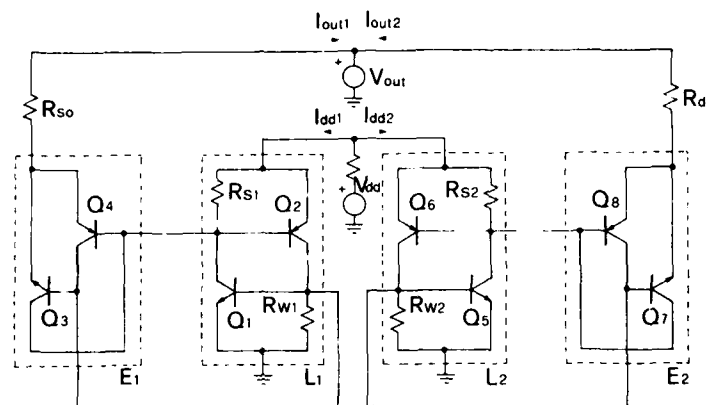 Iout1 Iout2
+
Vout
Rso
Rd
Idd1 Idd2
Vdd
+
Rs1
Q2
Q6
Rs2
Q4
Q8
Q3
Q1
Rw1
Rw2
Q5
Q7
E1
L1
L2
E2